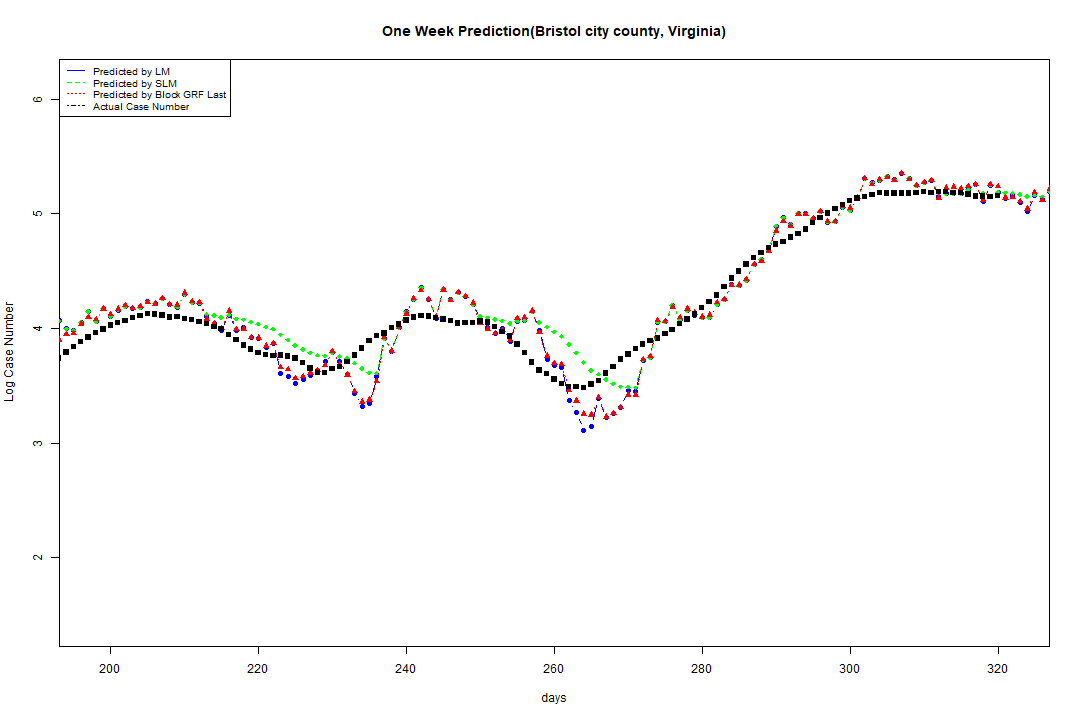 One Week Prediction(Bristol city county, Virginia)
Predicted by LM
Predicted by SLM
Predicted by Block GRF Last
Actual Case Number
6
5
4
3
2
Log Case Number
200 220 240 260 280 300 320
days